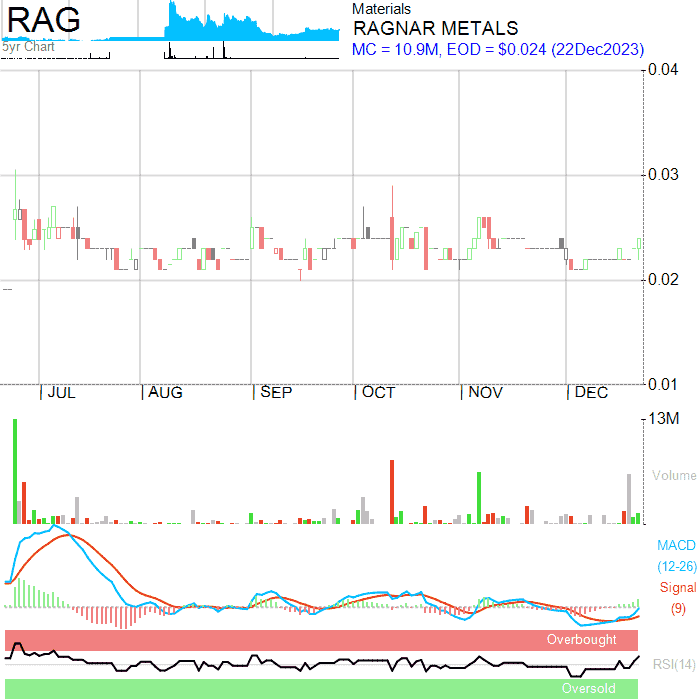 RAG
5yr Chart
Materials
RAGNAR METALS
MC = 10.9M, EOD = $0.024 (22Dec2023)
0.04
0.03
0.02
0.01
JUL AUG SEP OCT NOV DEC
13M
Volume
MACD
(12-26)
Signal
(9)
Overbought
RSI(14)
Oversold